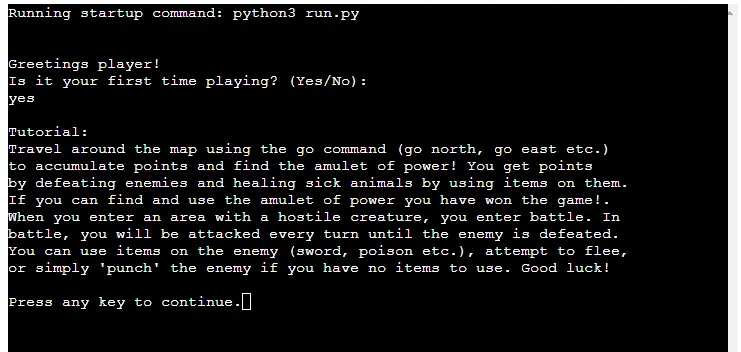 Running startup command: python3 run.py
Greetings player!
Is it your first time playing? (Yes/No):
yes
Tutorial:
Travel around the map using the go command (go north, go east etc.)
to accumulate points and find the amulet of power! You get points
by defeating enemies and healing sick animals by using items on them.
If you can find and use the amulet of power you have won the game!.
When you enter an area with a hostile creature, you enter battle. In
battle, you will be attacked every turn until the enemy is defeated.
You can use items on the enemy (sword, poison etc.), attempt to flee,
or simply 'punch' the enemy if you have no items to use. Good luck!
Press any key to continue.